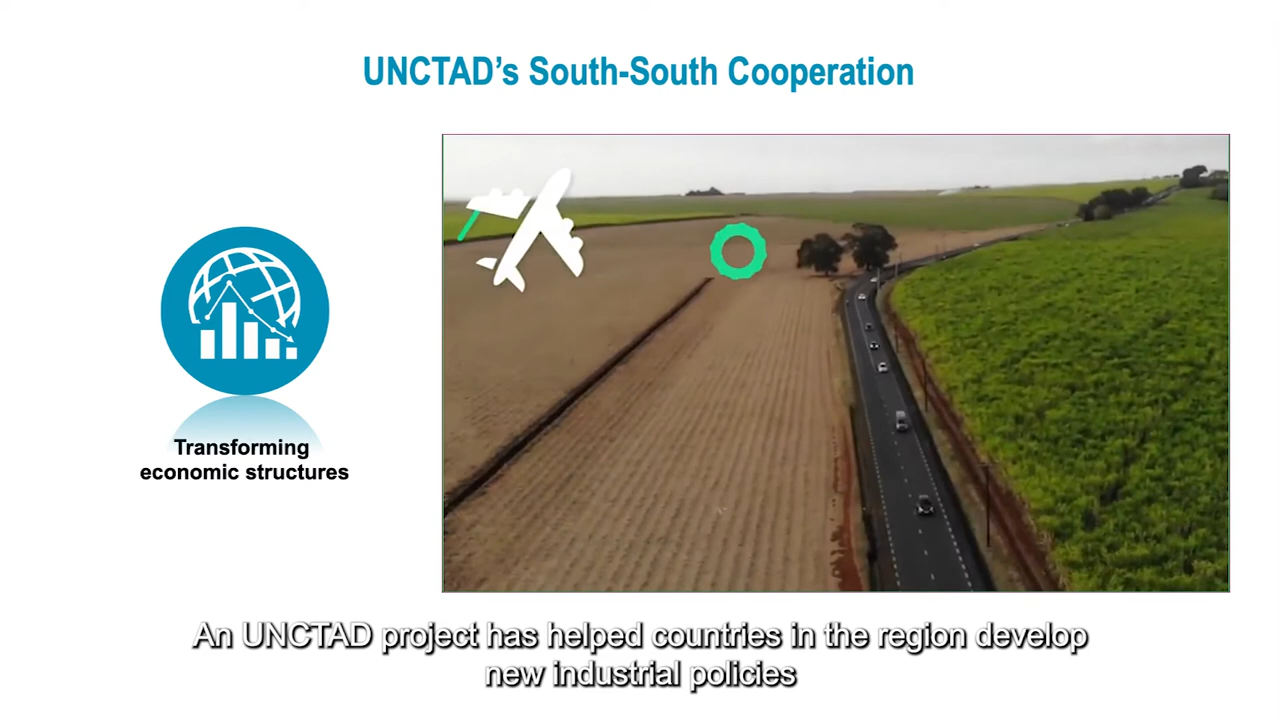 UNCTAD’s South-South Cooperation
Transforming
economic structures
An UNCTAD project has helped countries in the region develop
new industrial policies